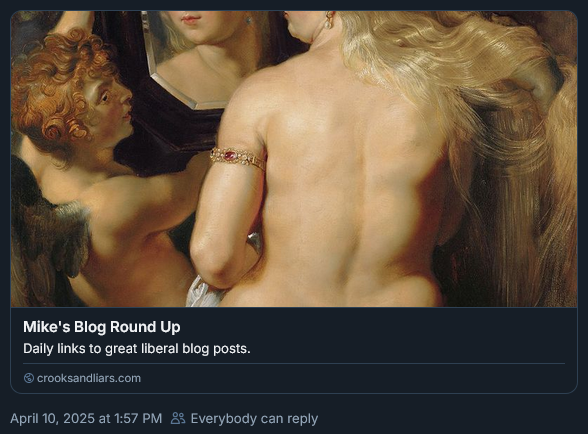 Mike's Blog Round Up
Daily links to great liberal blog posts.
crooksandliars.com
April 10, 2025 at 1:57 PM Everybody can reply